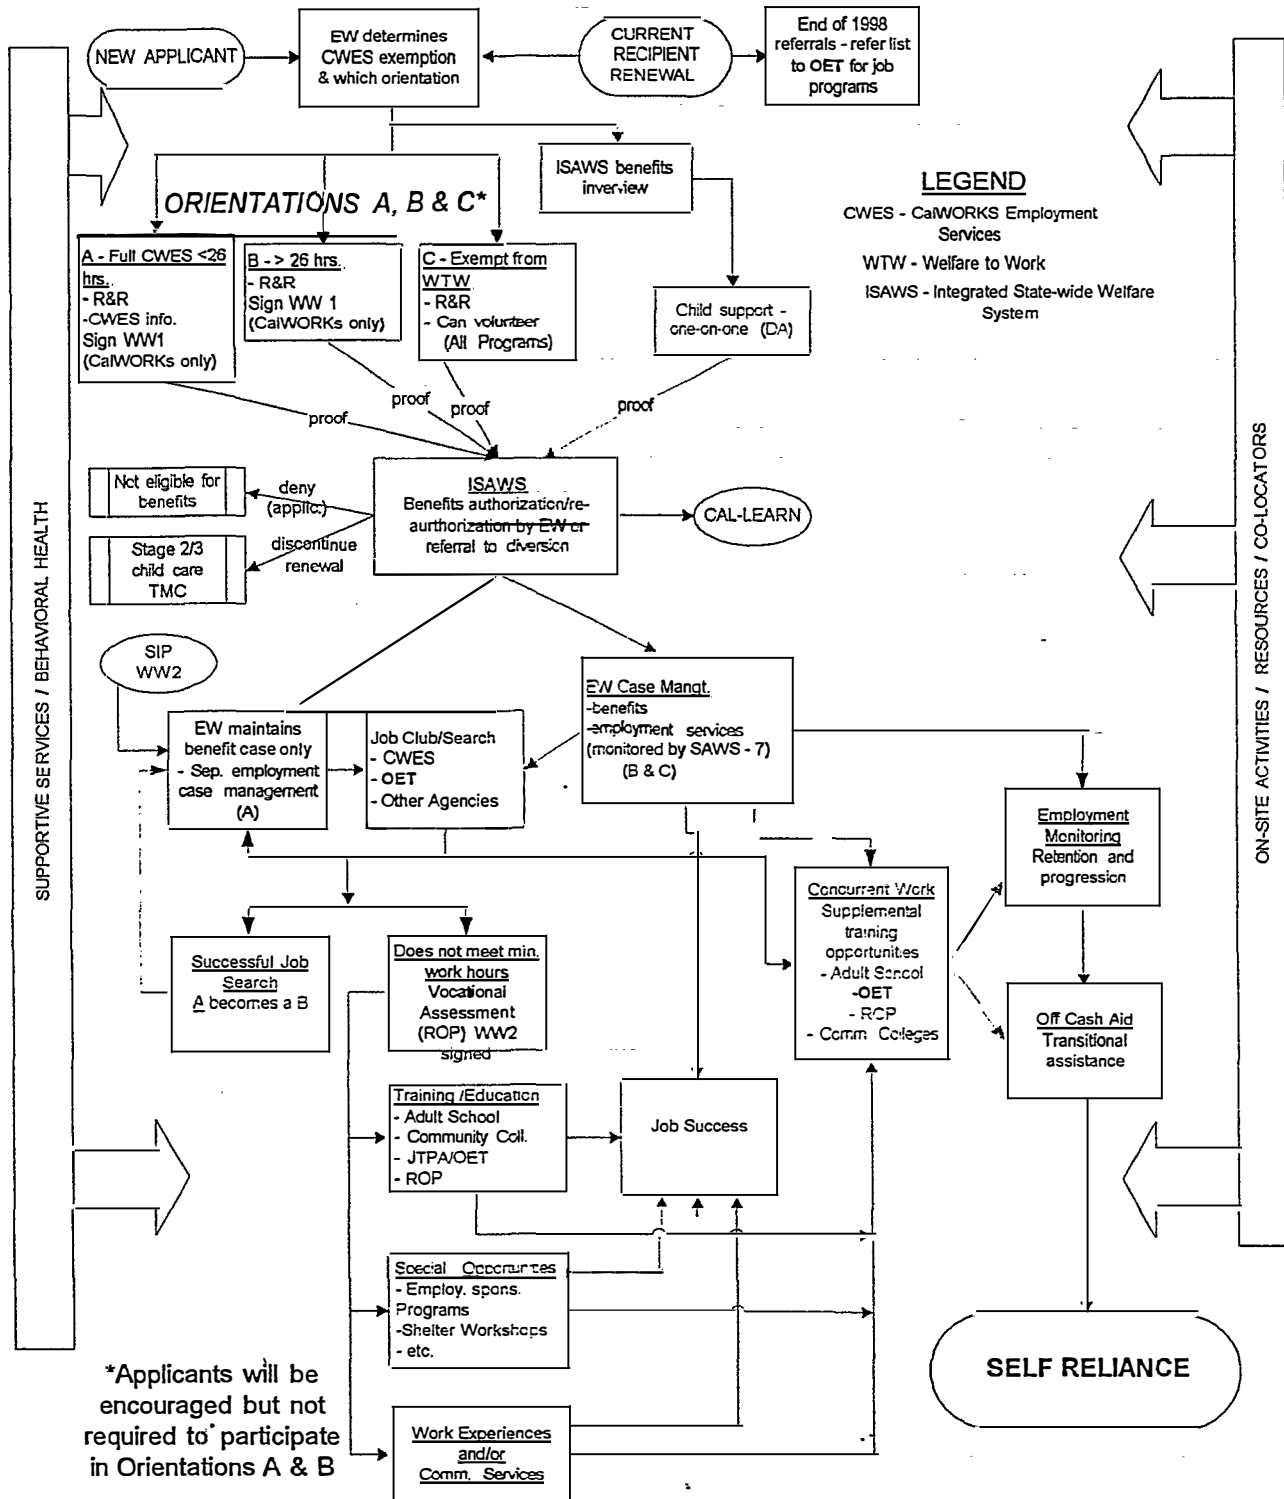 NEW APPLICANT
EW determines
CWES exemption
& which orientation
CURRENT
RECIPIENT
RENEWAL
End of 1998
referrals - refer list
to OET for job
programs
ISAWS benefits
inverview
LEGEND
CWES - CalWORKS Employment
Services
WTW - Welfare to Work
ISAWS - Integrated State-wide Welfare
System
ORIENTATIONS A, B & C*
A - Full CWES <26
hrs.
- R&R
-CWES info.
Sign WW1
(CalWORKs only)
B - > 26 hrs.
- R&R
Sign WW 1
(CalWORKs only)
C - Exempt from
WTW
- R&R
- Can volunteer
(All Programs)
Child support -
one-on-one (DA)
proof
proof
proof
proof
Not eligible for
benefits
deny
(applic.)
ISAWS
Benefits authorization/re-
aurthorization by EW or
referral to diversion
CAL-LEARN
Stage 2/3
child care
TMC
discontinue
renewal
SUPPORTIVE SERVICES / BEHAVIORAL HEALTH
ON-SITE ACTIVITIES / RESOURCES / CO-LOCATORS
SIP
WW2
EW maintains
benefit case only
- Sep. employment
case management
(A)
Job Club/Search
- CWES
- OET
- Other Agencies
EW Case Mangt.
-benefits
-employment services
(monitored by SAWS - 7)
(B & C)
Employment
Monitoring
Retention and
progression
Concurrent Work
Supplemental
training
opportunities
- Adult School
-OET
- ROP
- Comm. Colleges
Successful Job
Search
A becomes a B
Does not meet min.
work hours
Vocational
Assessment
(ROP) WW2
signed
Off Cash Aid
Transitional
assistance
Training /Education
- Adult School
- Community Coll.
- JTPA/OET
- ROP
Job Success
Special Opportunites
- Employ. spons.
Programs
-Shelter Workshops
- etc.
SELF RELIANCE
*Applicants will be
encouraged but not
required to participate
in Orientations A & B
Work Experiences
and/or
Comm. Services